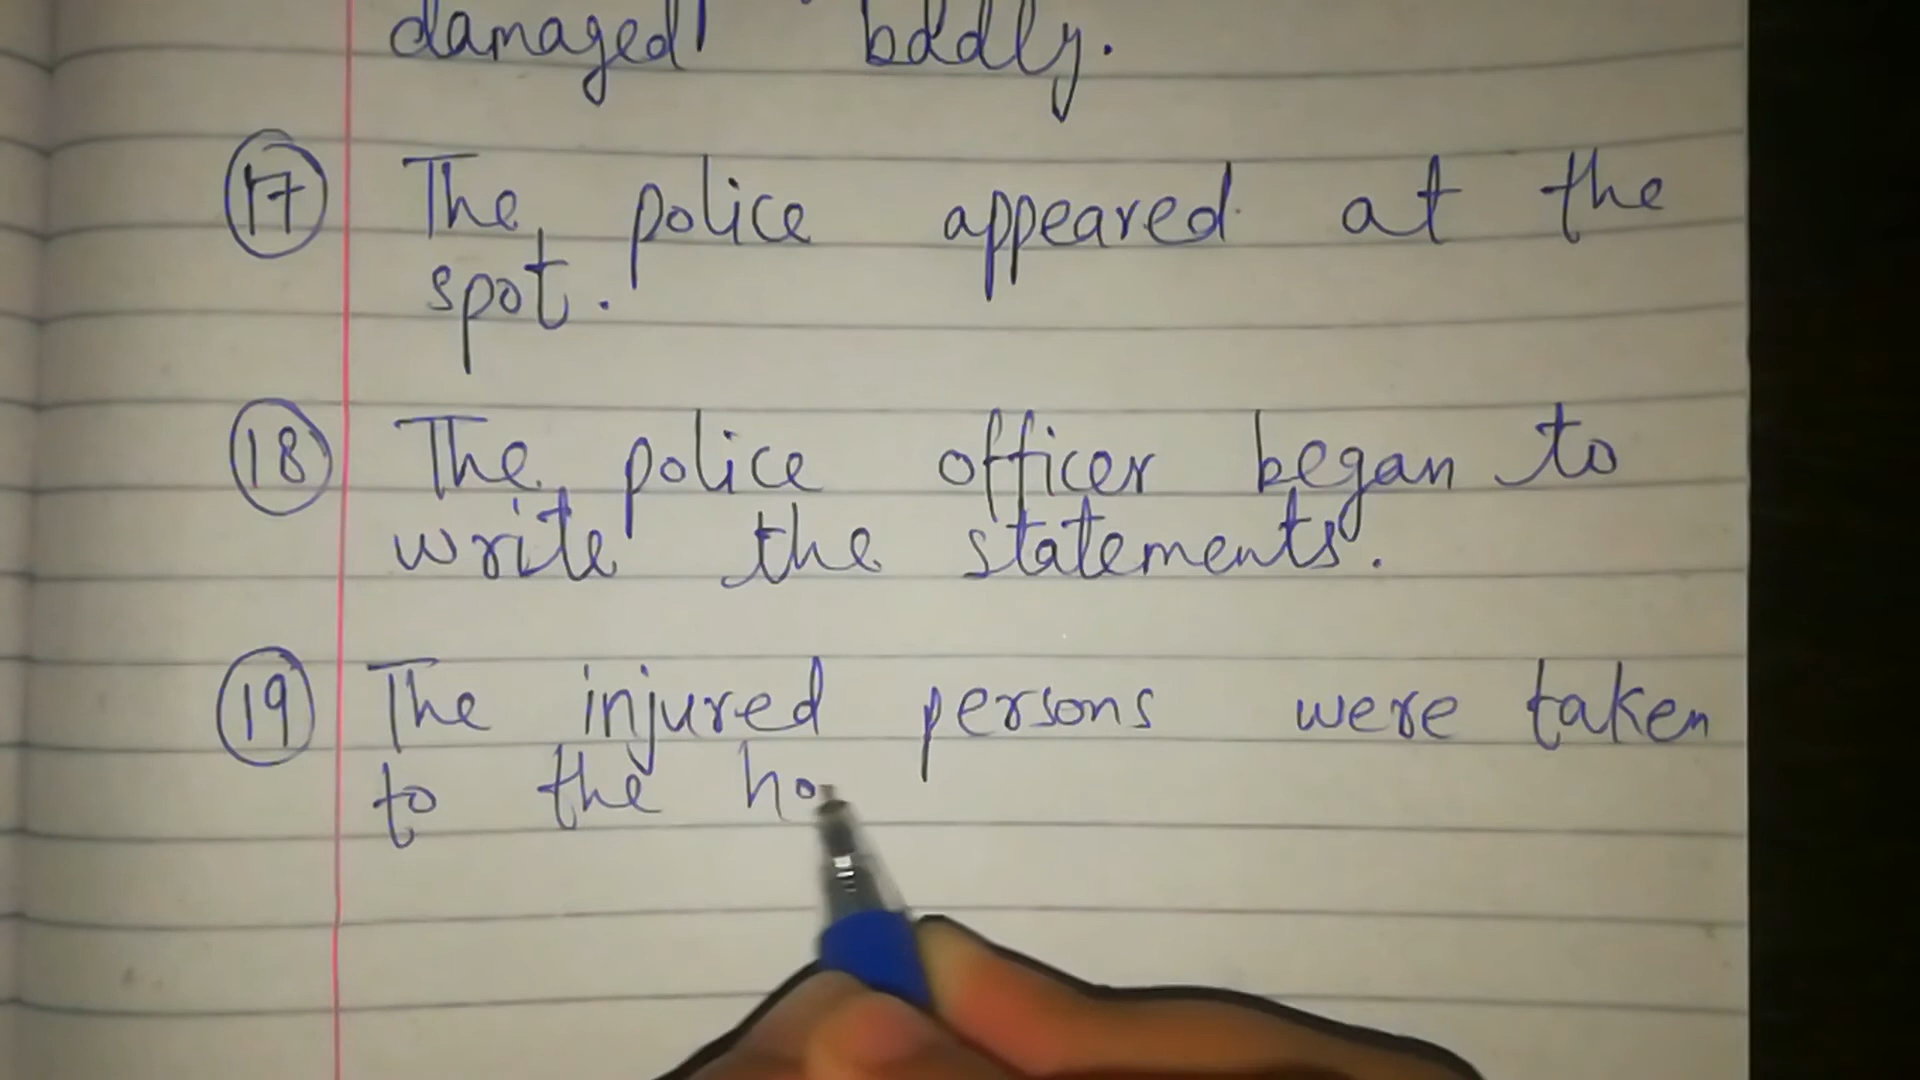 damaged badly.
17 The police appeared at the
spot.
18 The police officer began to
write the statements.
19 The injured persons were taken
to the ho